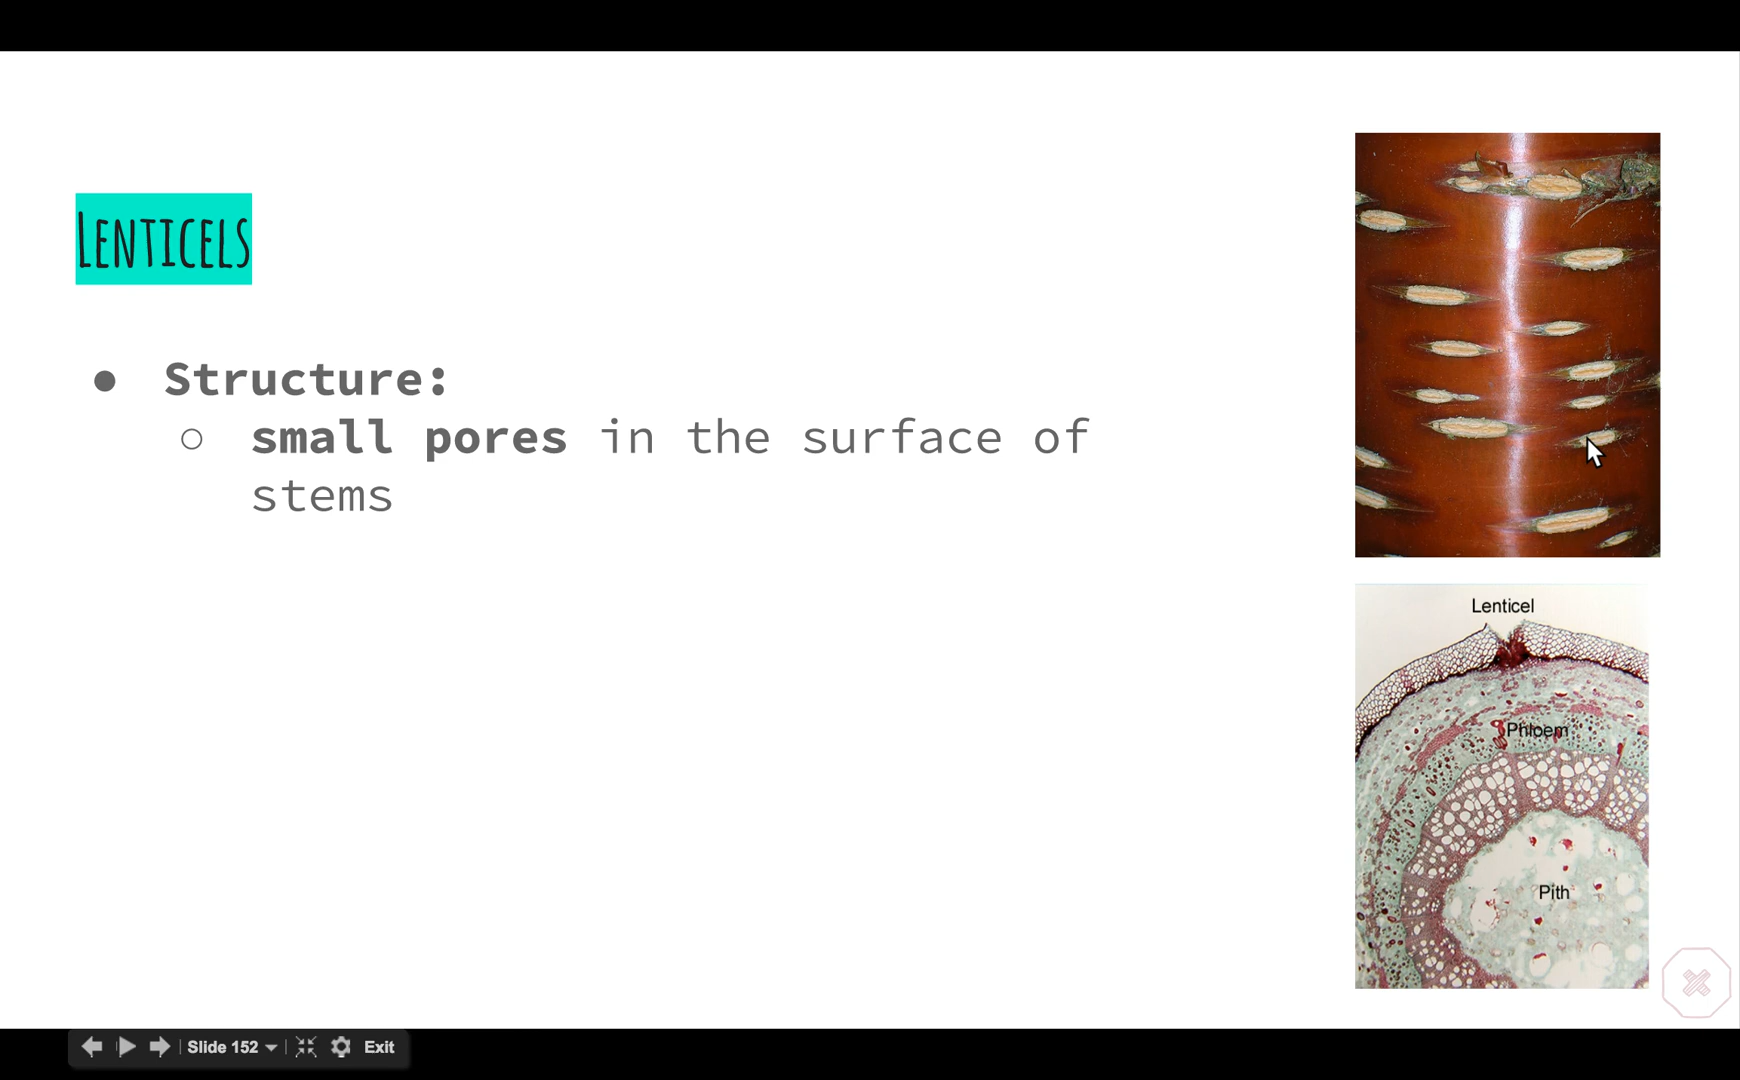 Lenticels
● Structure:
○ small pores in the surface of
stems
Lenticel
Phloem
Pith
Slide 152
Exit